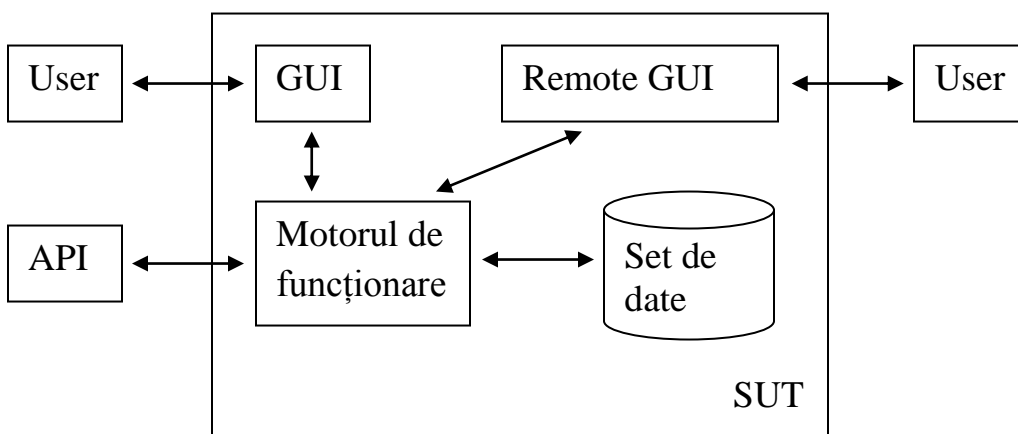 User
GUI
Remote GUI
User
API
Motorul de
funcționare
Set de
date
SUT